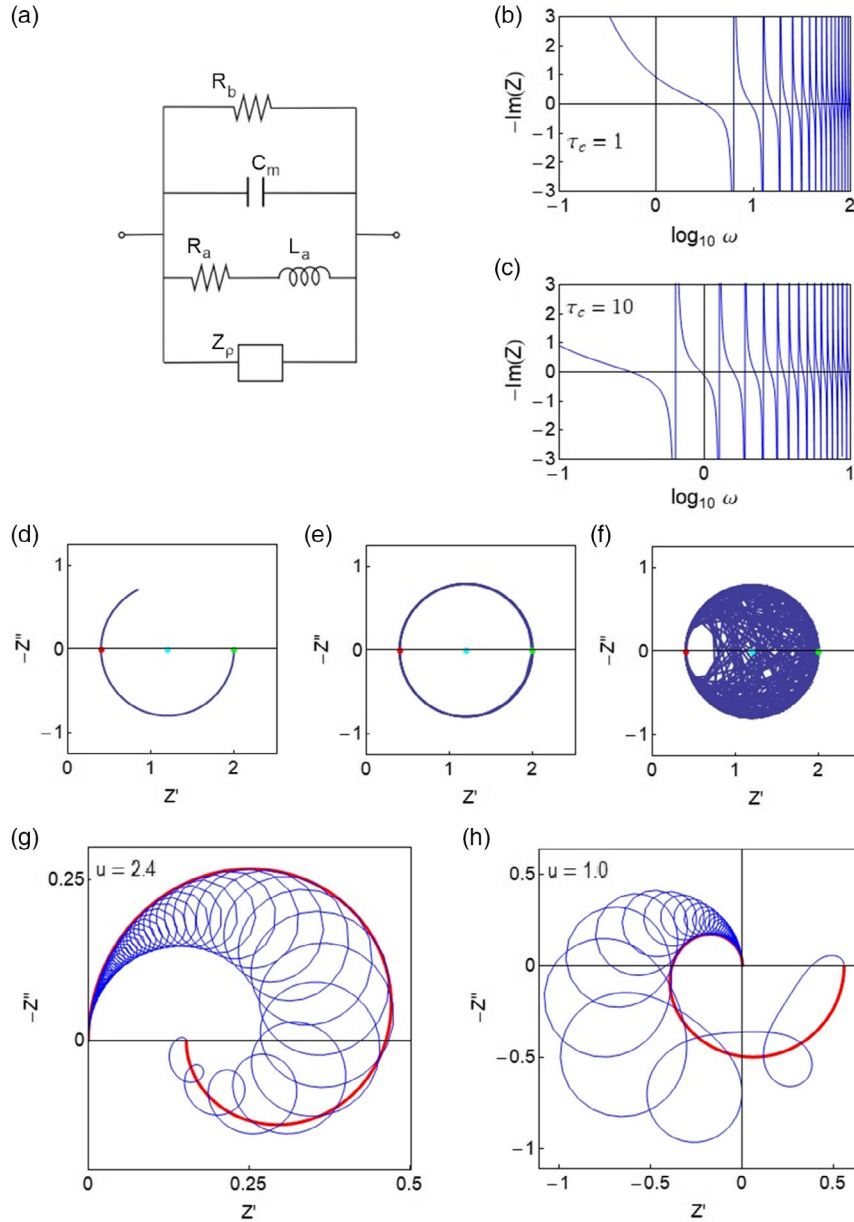 (a)
R_b
C_m
R_a
L_a
Z_ρ
(b)
−Im(Z)
3
2
1
0
−1
−2
−3
τ_c = 1
−1
0
1
2
log₁₀ ω
(c)
−Im(Z)
3
2
1
0
−1
−2
−3
τ_c = 10
−1
0
1
log₁₀ ω
(d)
−Z''
1
0
−1
0
1
2
Z'
(e)
−Z''
1
0
−1
0
1
2
Z'
(f)
−Z''
1
0
−1
0
1
2
Z'
(g)
u = 2.4
−Z''
0.25
0
0
0.25
0.5
Z'
(h)
u = 1.0
−Z''
0
−0.5
−1
−1
−0.5
0
0.5
Z'